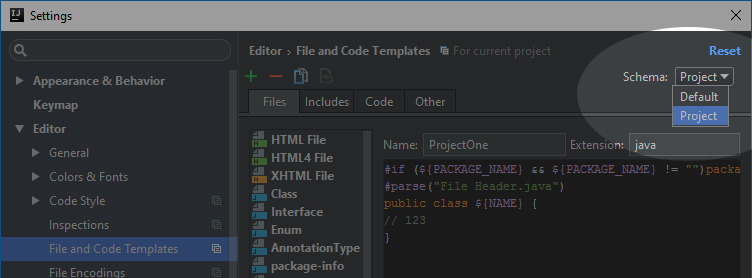 IJ Settings
Editor › File and Code Templates For current project Reset
Schema: Project
Default
Project
Appearance & Behavior
Keymap
Editor
General
Colors & Fonts
Code Style
Inspections
File and Code Templates
File Encodings
Files Includes Code Other
HTML File
HTML4 File
XHTML File
Class
Interface
Enum
AnnotationType
package-info
Name: ProjectOne Extension: java
#if (${PACKAGE_NAME} && ${PACKAGE_NAME} != "")packa
#parse("File Header.java")
public class ${NAME} {
// 123
}